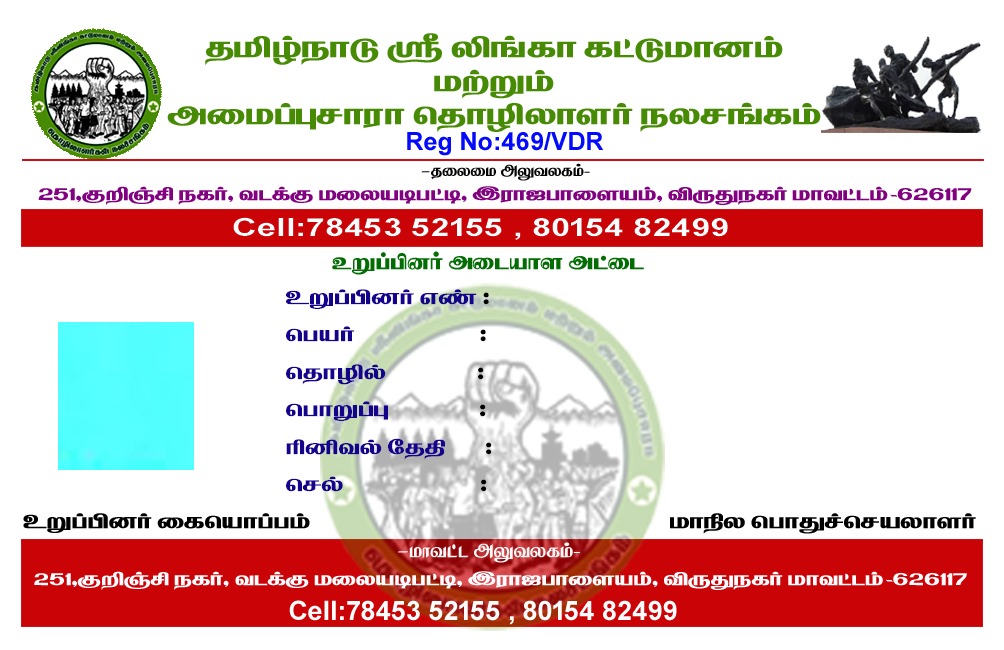 தமிழ்நாடு ஸ்ரீ லிங்கா கட்டுமானம்
மற்றும்
அமைப்புசாரா தொழிலாளர் நலசங்கம்
Reg No:469/VDR
-தலைமை அலுவலகம்-
251,குறிஞ்சி நகர், வடக்கு மலையடிபட்டி, இராஜபாளையம், விருதுநகர் மாவட்டம்-626117
Cell:78453 52155 , 80154 82499
உறுப்பினர் அடையாள அட்டை
உறுப்பினர் எண் :
பெயர் :
தொழில் :
பொறுப்பு :
ரினிவல் தேதி :
செல் :
உறுப்பினர் கையொப்பம் மாநில பொதுச்செயலாளர்
-மாவட்ட அலுவலகம்-
251,குறிஞ்சி நகர், வடக்கு மலையடிபட்டி, இராஜபாளையம், விருதுநகர் மாவட்டம்-626117
Cell:78453 52155 , 80154 82499